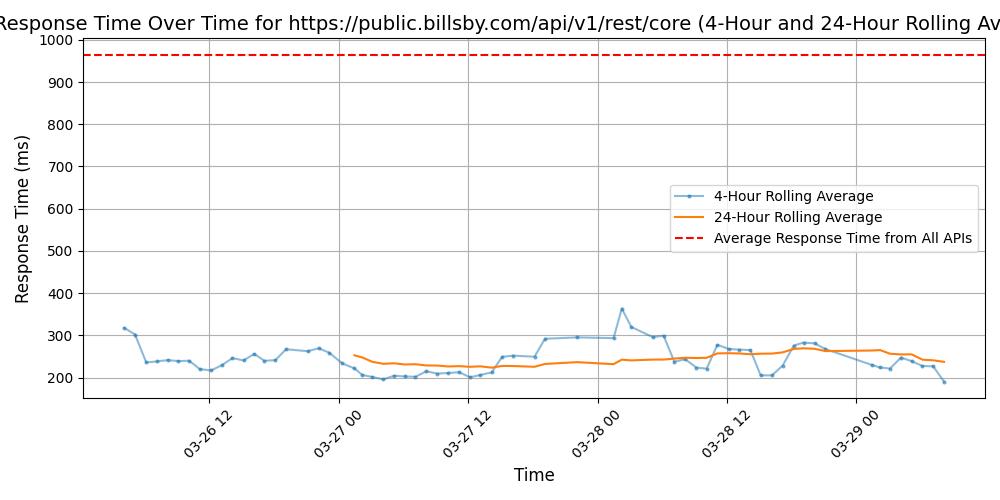 Response Time Over Time for https://public.billsby.com/api/v1/rest/core (4-Hour and 24-Hour Rolling Av
1000
900
800
700
600
500
400
300
200
Response Time (ms)
4-Hour Rolling Average
24-Hour Rolling Average
Average Response Time from All APIs
03-26 12
03-27 00
03-27 12
03-28 00
03-28 12
03-29 00
Time